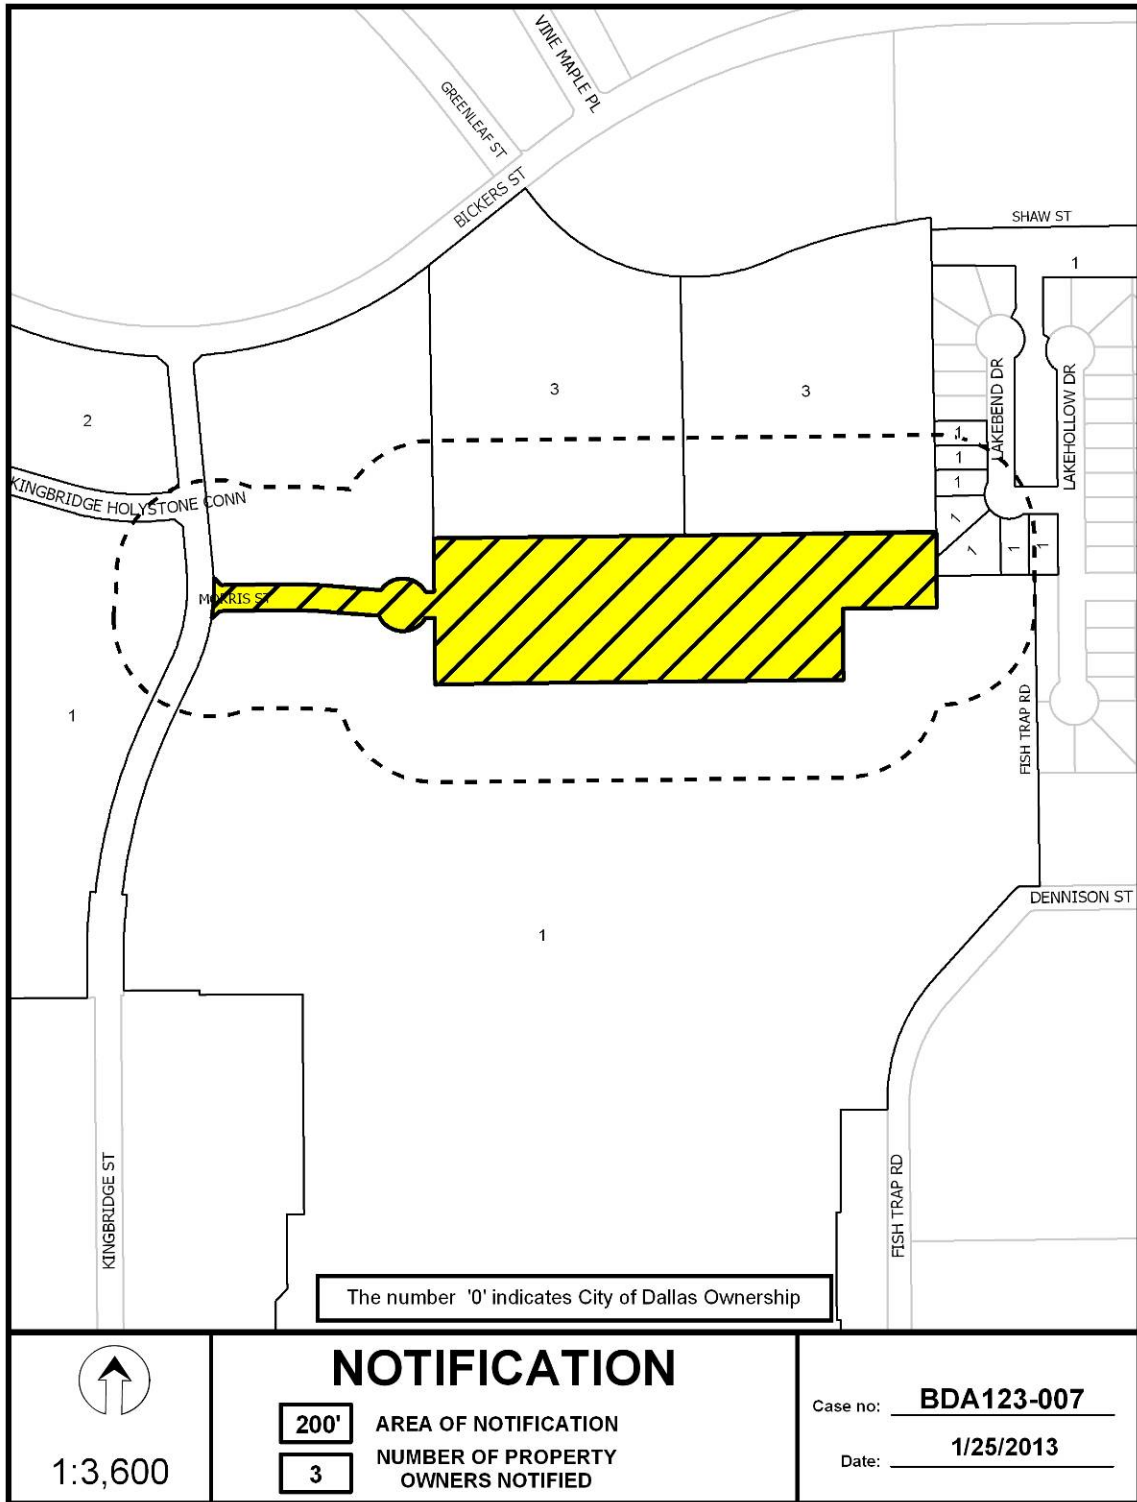 VINE MAPLE PL
GREENLEAF ST
BICKERS ST
SHAW ST
1
LAKEBEND DR
LAKEHOLLOW DR
3
3
2
1
1
1
KINGBRIDGE HOLYSTONE CONN
1
1
1
1
MORRIS ST
FISH TRAP RD
1
DENNISON ST
1
KINGBRIDGE ST
FISH TRAP RD
The number '0' indicates City of Dallas Ownership
1:3,600
NOTIFICATION
200' AREA OF NOTIFICATION
3 NUMBER OF PROPERTY
OWNERS NOTIFIED
Case no: BDA123-007
Date: 1/25/2013